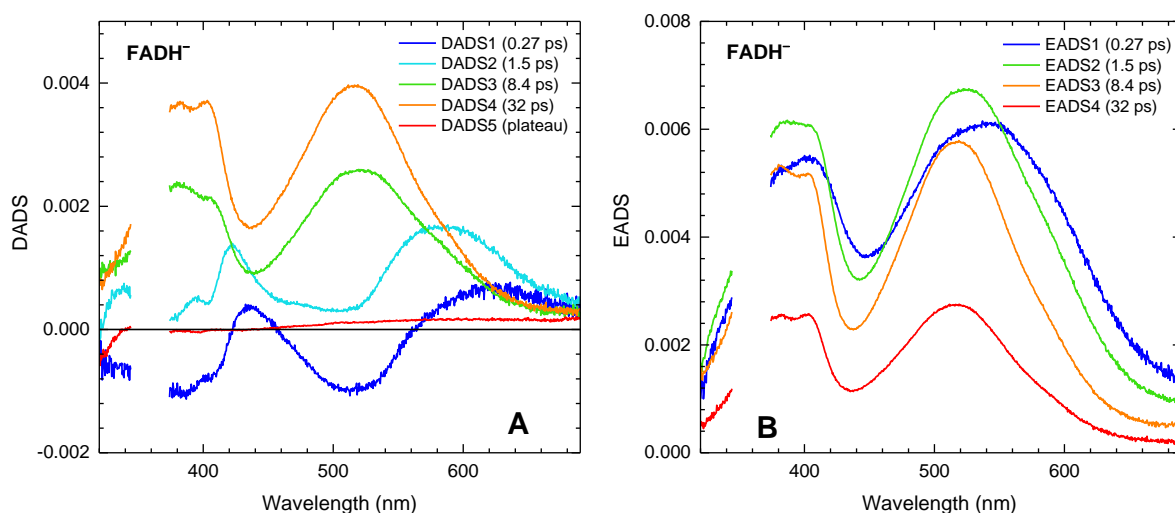 FADH⁻
DADS1 (0.27 ps)
DADS2 (1.5 ps)
DADS3 (8.4 ps)
DADS4 (32 ps)
DADS5 (plateau)
0.004
0.002
0.000
-0.002
DADS
A
400
500
600
Wavelength (nm)
FADH⁻
EADS1 (0.27 ps)
EADS2 (1.5 ps)
EADS3 (8.4 ps)
EADS4 (32 ps)
0.008
0.006
0.004
0.002
0.000
EADS
B
400
500
600
Wavelength (nm)